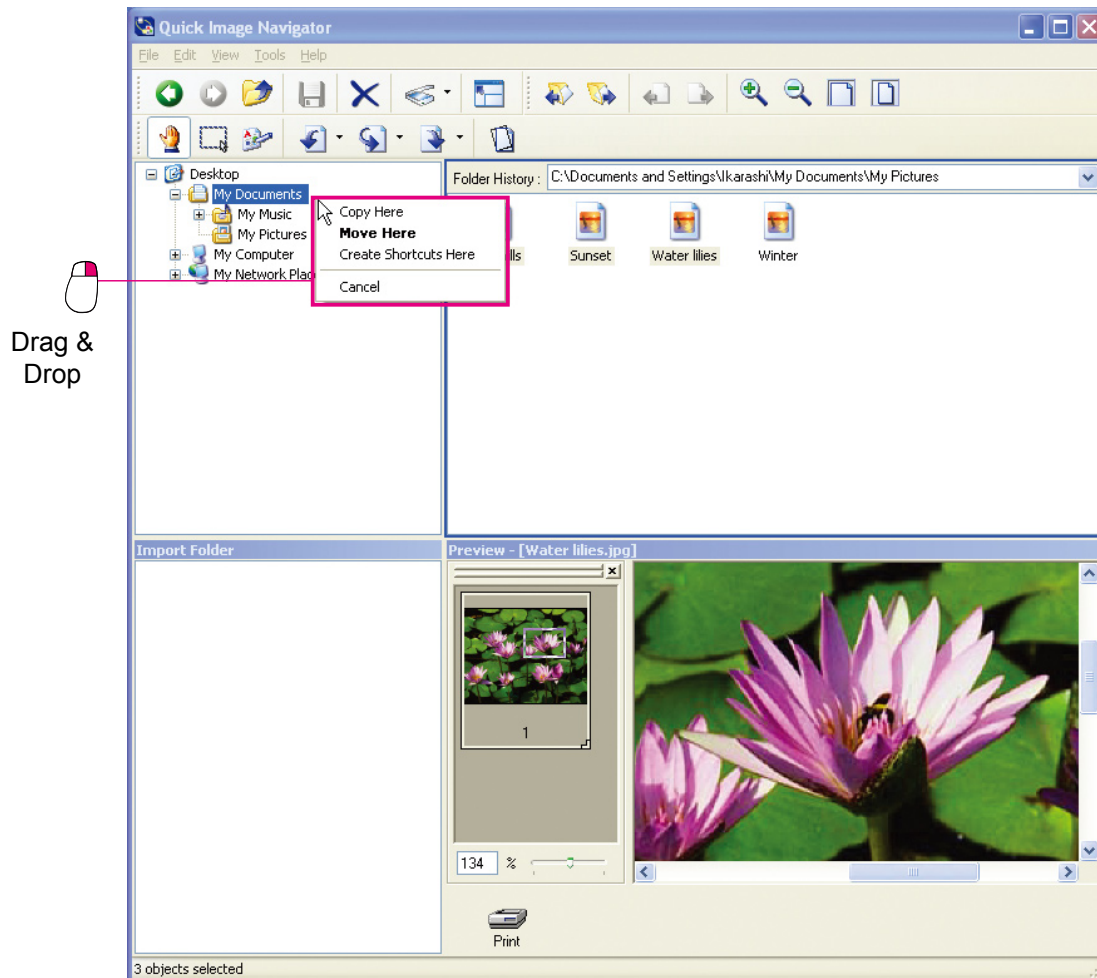 Quick Image Navigator
File Edit View Tools Help
Desktop
My Documents
My Music
My Pictures
My Computer
My Network Plac
Copy Here
Move Here
Create Shortcuts Here
Cancel
Drag &
Drop
Folder History : C:\Documents and Settings\Ikarashi\My Documents\My Pictures
lls Sunset Water lilies Winter
Import Folder
Preview - [Water lilies.jpg]
1
134 %
Print
3 objects selected